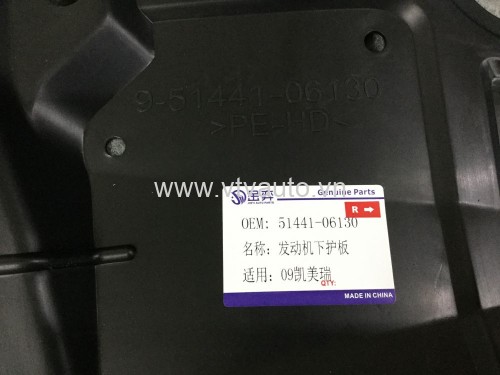 9-51441-06130
>PE-HD<
www.vtvauto.vn
Genuine Parts
R →
OEM: 51441-06130
名称: 发动机下护板
适用: 09凯美瑞
QTY:
MADE IN CHINA